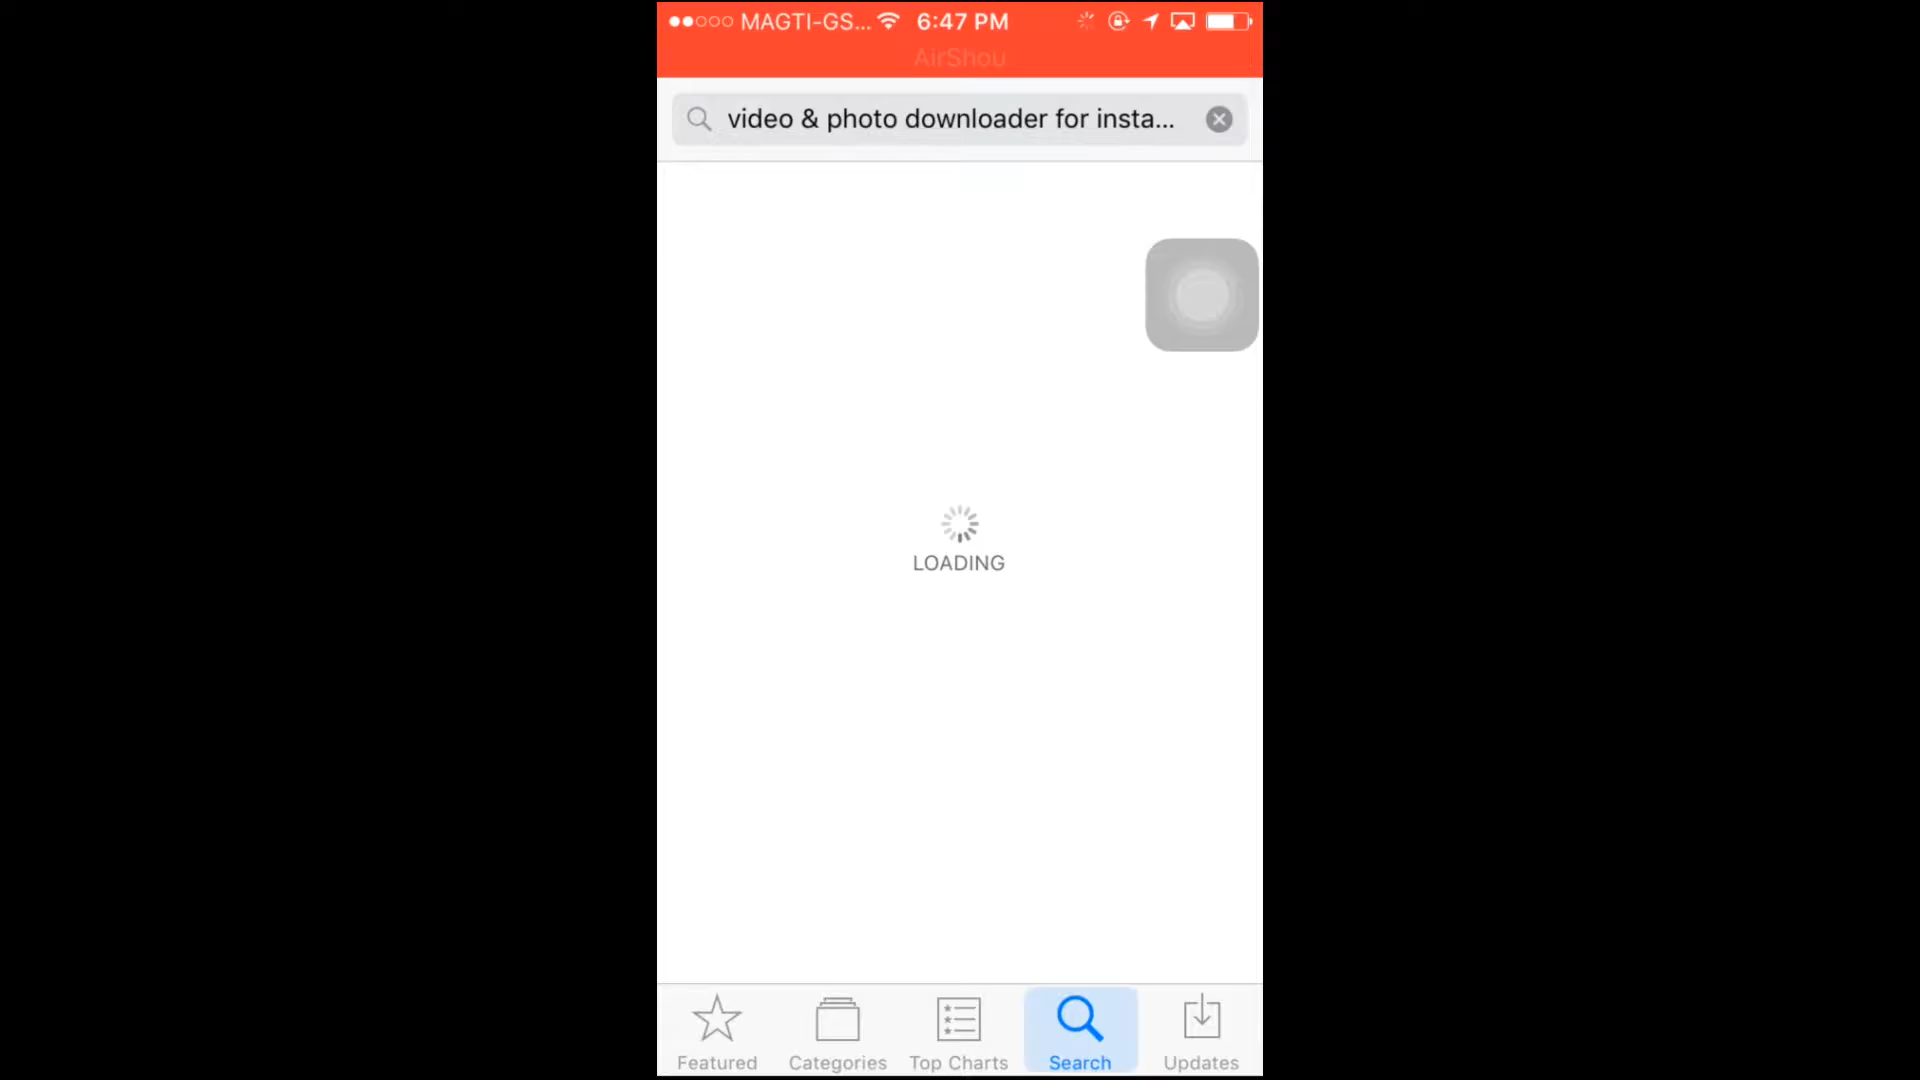 MAGTI-GS... 6:47 PM
AirShou
video & photo downloader for insta...
LOADING
Featured Categories Top Charts Search Updates